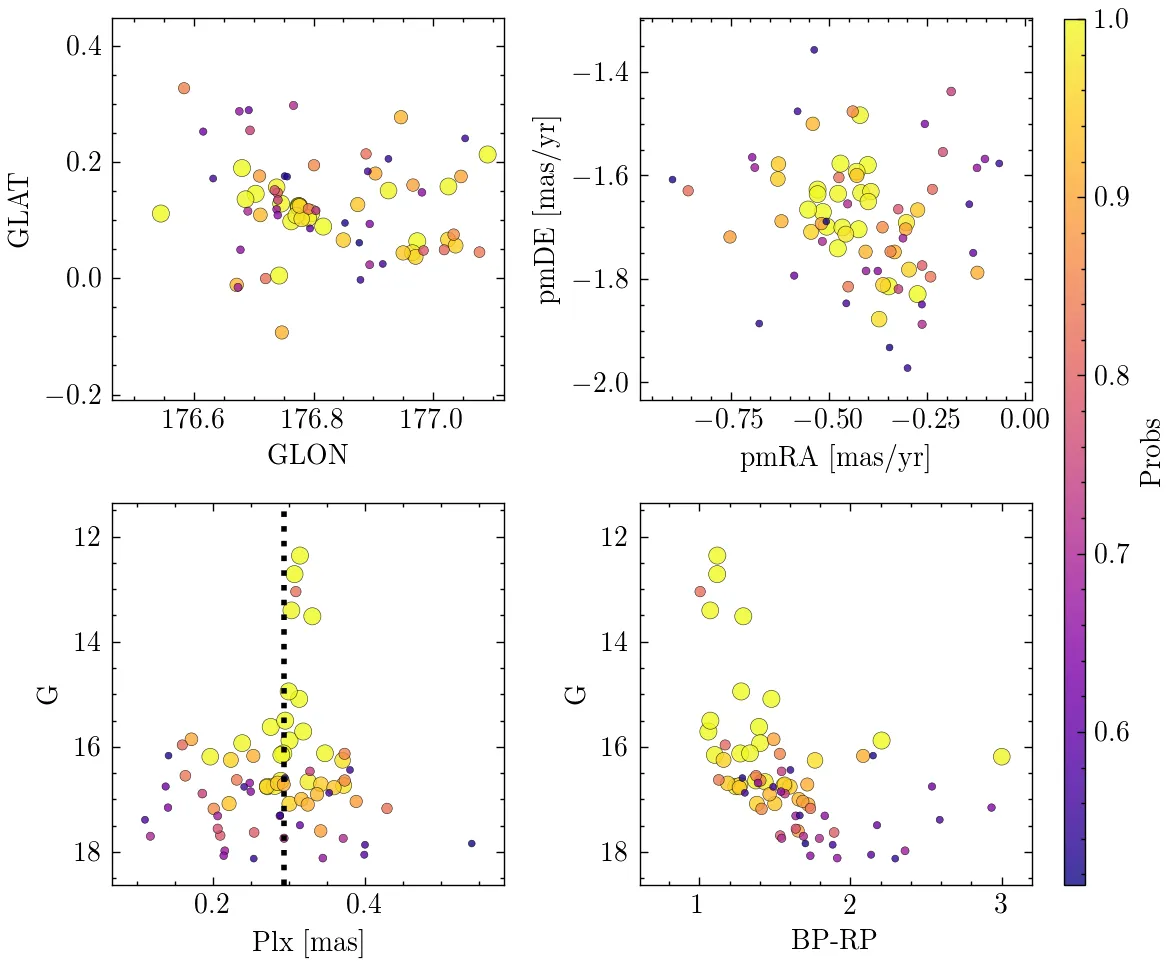 0.4
0.2
0.0
−0.2
GLAT
176.6 176.8 177.0
GLON
−1.4
−1.6
−1.8
−2.0
pmDE [mas/yr]
−0.75 −0.50 −0.25 0.00
pmRA [mas/yr]
1.0
0.9
0.8
0.7
0.6
Probs
12
14
16
18
G
0.2 0.4
Plx [mas]
12
14
16
18
G
1 2 3
BP-RP